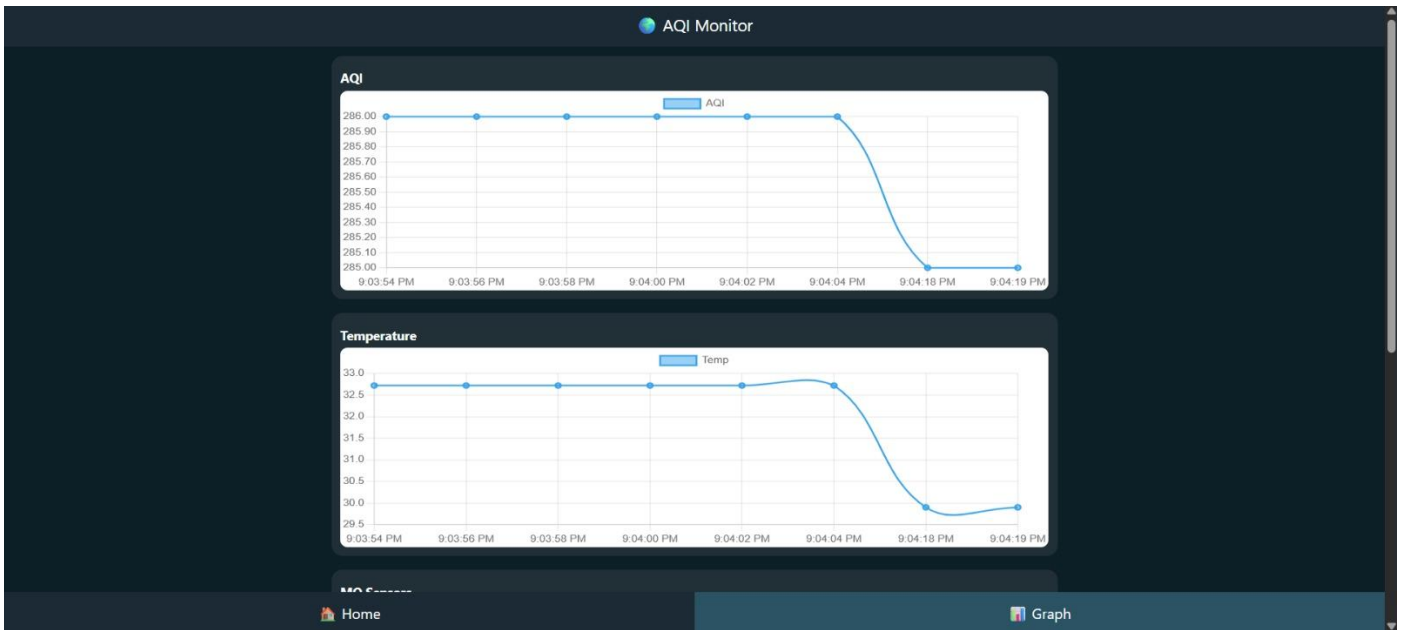 🌍 AQI Monitor
AQI
AQI
286.00
285.90
285.80
285.70
285.60
285.50
285.40
285.30
285.20
285.10
285.00
9:03:54 PM 9:03:56 PM 9:03:58 PM 9:04:00 PM 9:04:02 PM 9:04:04 PM 9:04:18 PM 9:04:19 PM
Temperature
Temp
33.0
32.5
32.0
31.5
31.0
30.5
30.0
29.5
9:03:54 PM 9:03:56 PM 9:03:58 PM 9:04:00 PM 9:04:02 PM 9:04:04 PM 9:04:18 PM 9:04:19 PM
MQ Sensors
🏠 Home 📊 Graph